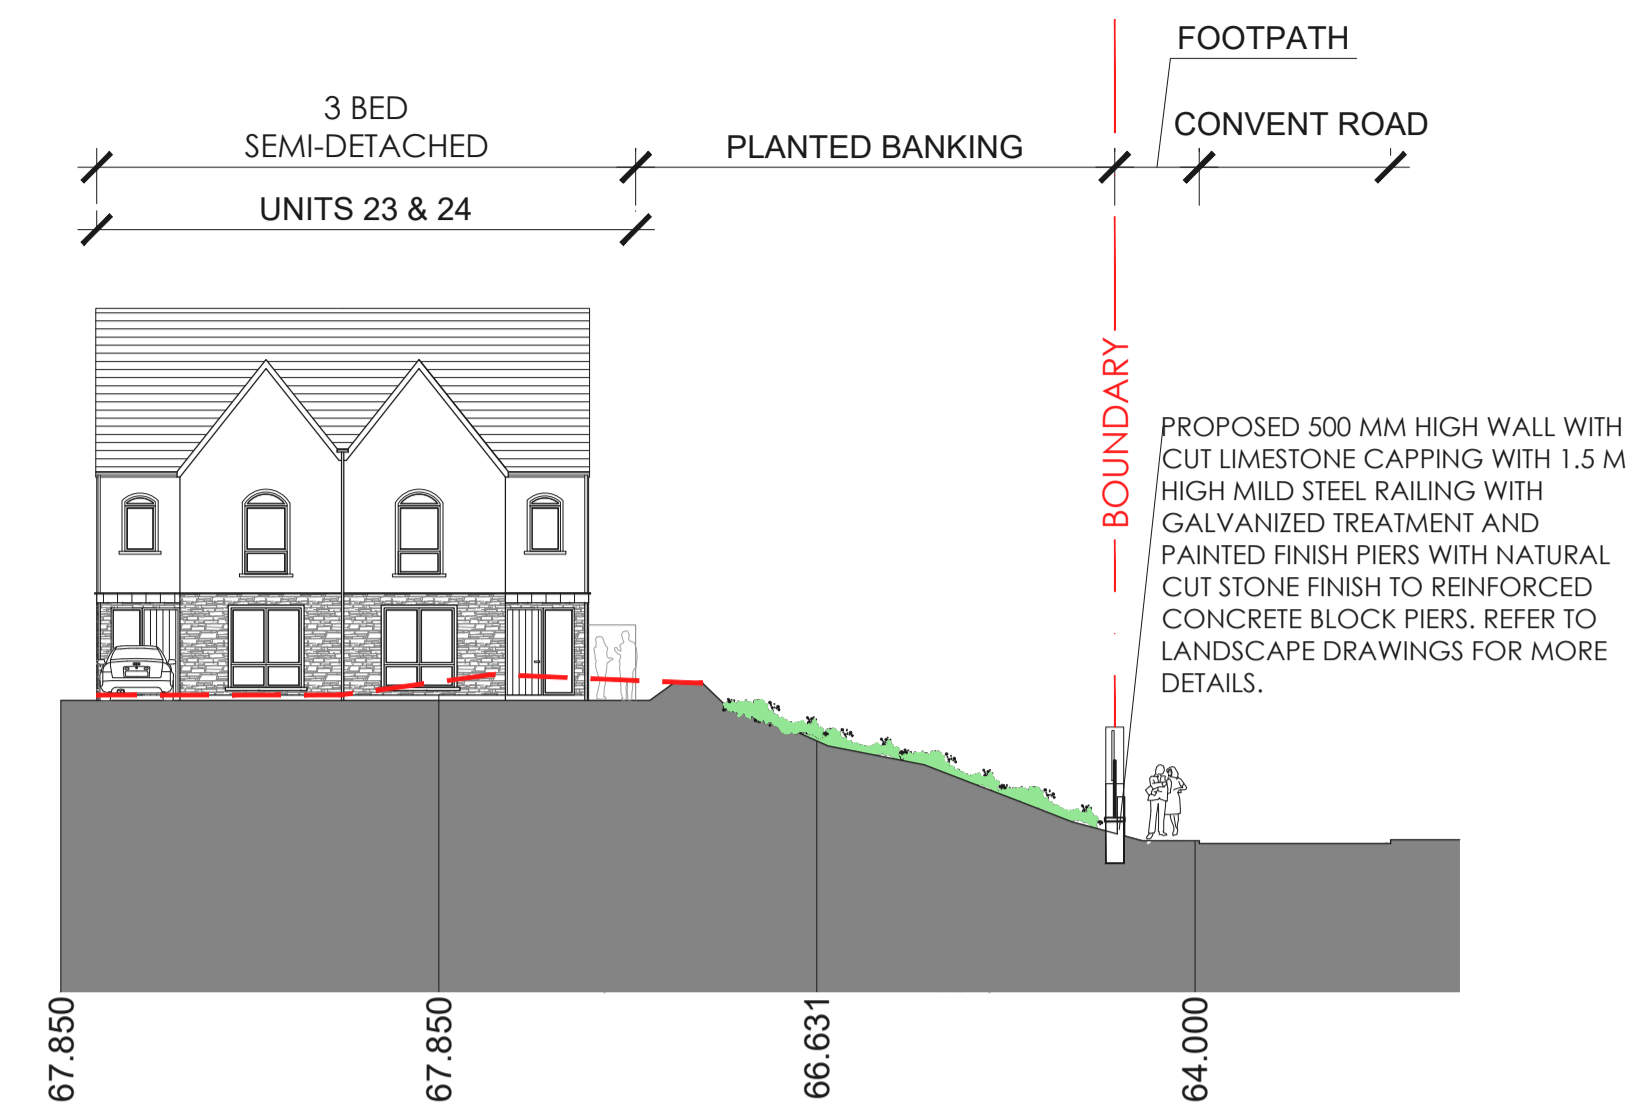 FOOTPATH
3 BED
SEMI-DETACHED
PLANTED BANKING
CONVENT ROAD
UNITS 23 & 24
BOUNDARY
PROPOSED 500 MM HIGH WALL WITH
CUT LIMESTONE CAPPING WITH 1.5 M
HIGH MILD STEEL RAILING WITH
GALVANIZED TREATMENT AND
PAINTED FINISH PIERS WITH NATURAL
CUT STONE FINISH TO REINFORCED
CONCRETE BLOCK PIERS. REFER TO
LANDSCAPE DRAWINGS FOR MORE
DETAILS.
67.850
67.850
66.631
64.000